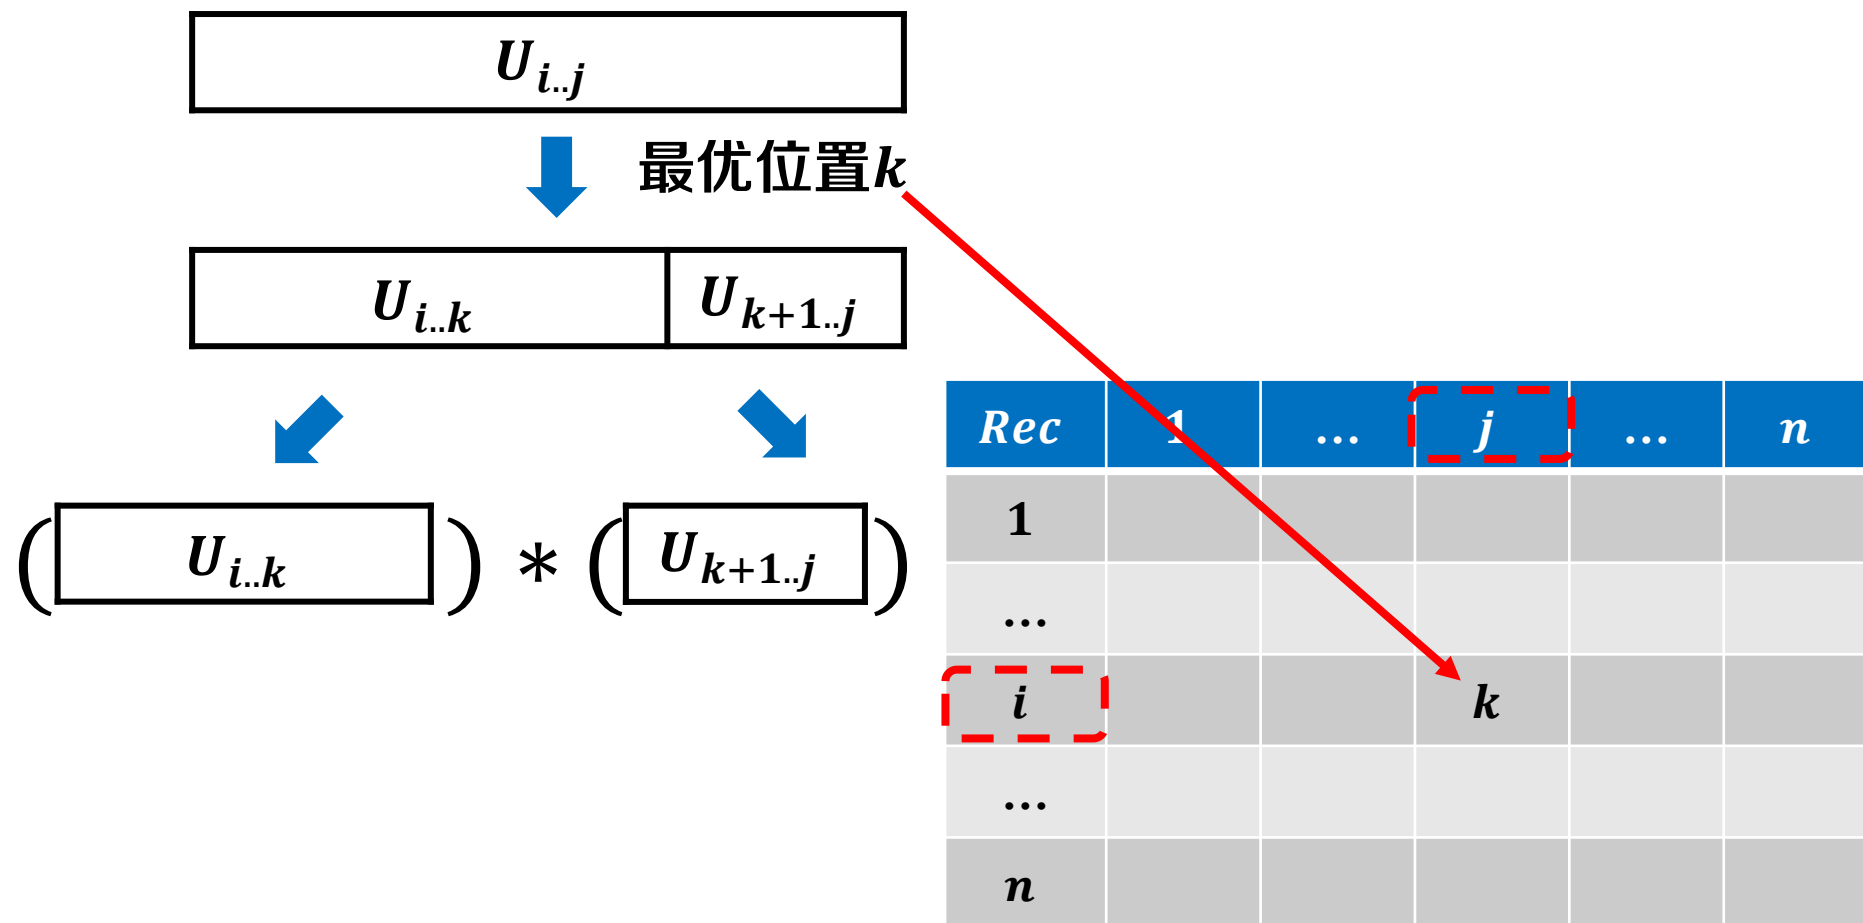 U_{i..j}
最优位置k
U_{i..k} U_{k+1..j}
(U_{i..k}) * (U_{k+1..j})
Rec 1 … j … n
1
…
i k
…
n